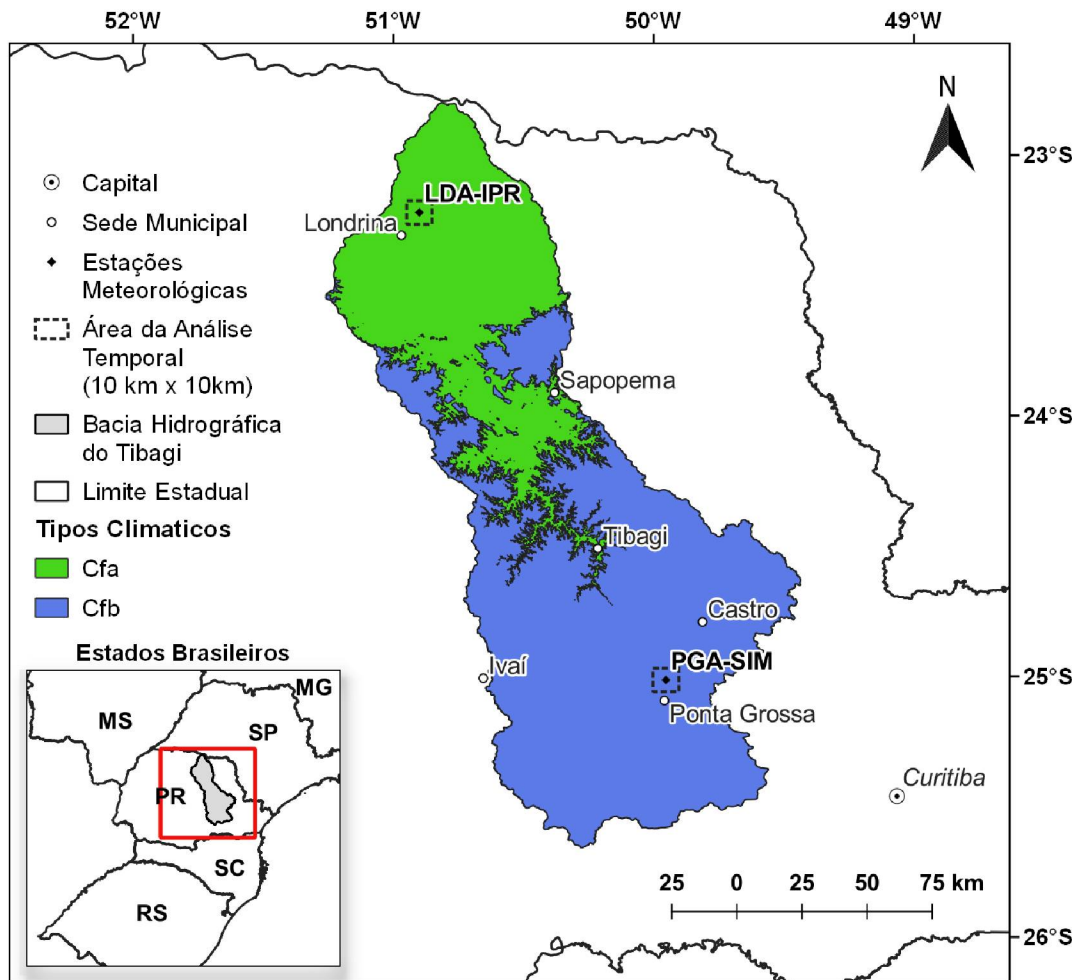 52°W 51°W 50°W 49°W
N
23°S
24°S
25°S
26°S
Capital
Sede Municipal
Estações
Meteorológicas
Área da Análise
Temporal
(10 km x 10km)
Bacia Hidrográfica
do Tibagi
Limite Estadual
Tipos Climaticos
Cfa
Cfb
LDA-IPR
Londrina
Sapopema
Tibagi
Castro
Ivaí
PGA-SIM
Ponta Grossa
Curitiba
Estados Brasileiros
MG
MS
SP
PR
SC
RS
25 0 25 50 75 km